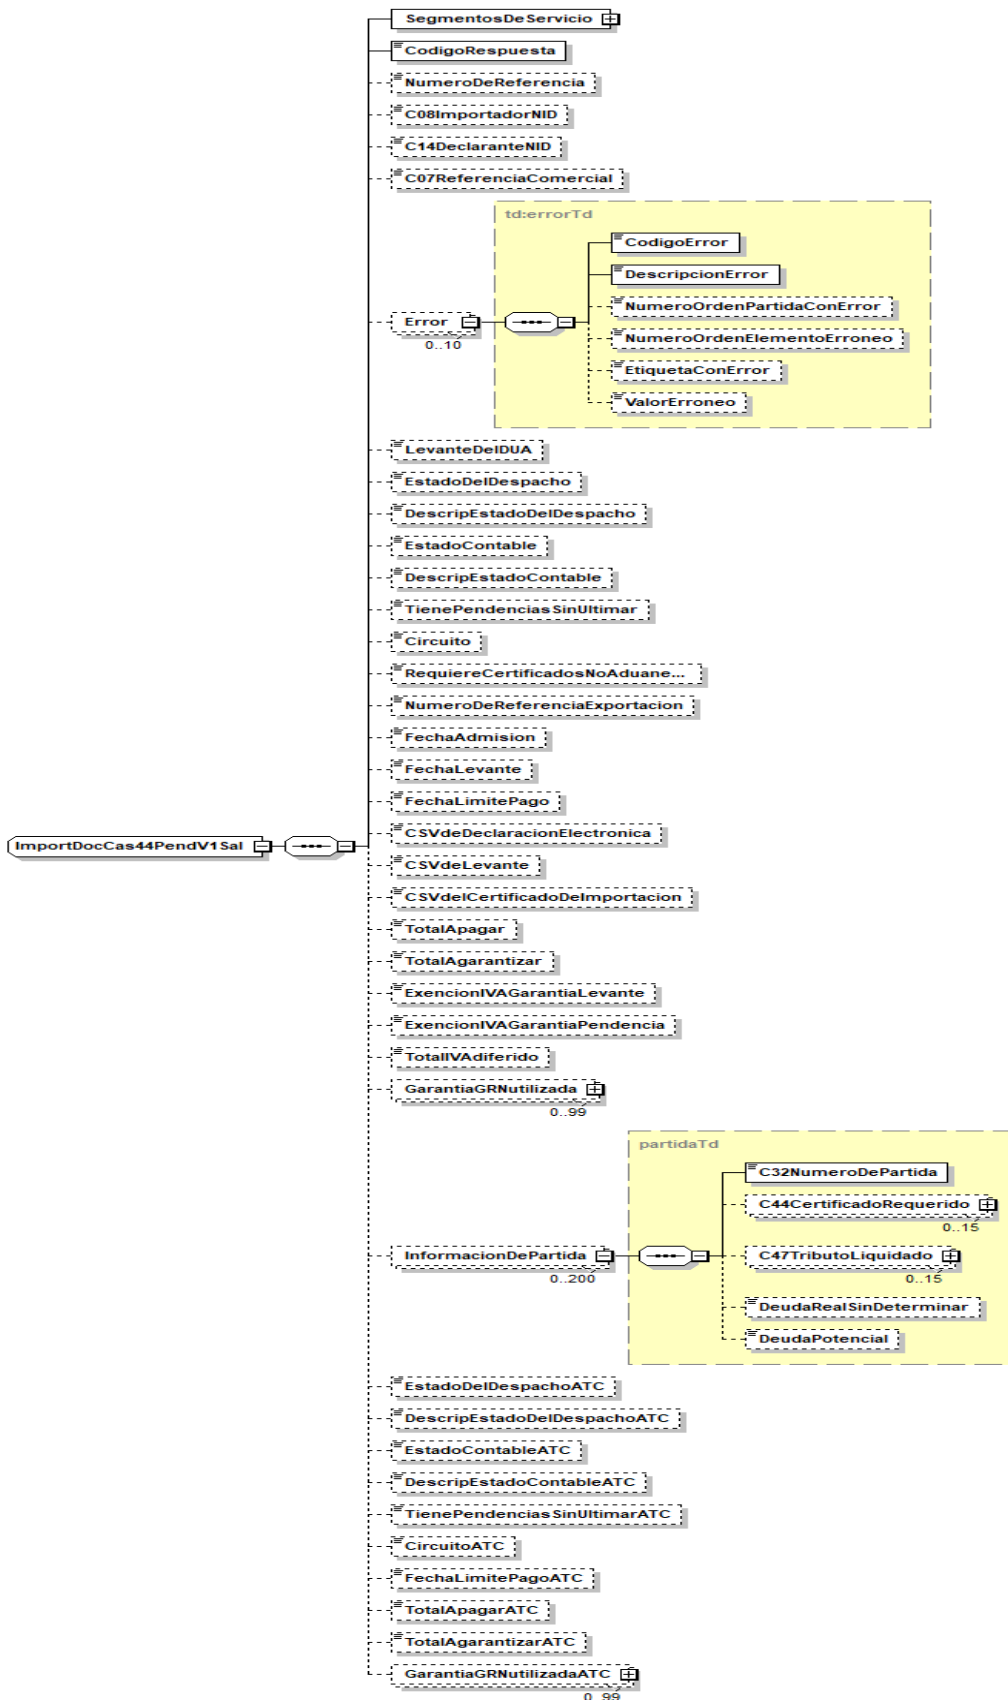 SegmentosDeServicio
CodigoRespuesta
NumeroDeReferencia
C08ImportadorNID
C14DeclaranteNID
C07ReferenciaComercial
td:errorTd
CodigoError
DescripcionError
NumeroOrdenPartidaConError
Error
0..10
NumeroOrdenElementoErroneo
EtiquetaConError
ValorErroneo
LevanteDelDUA
EstadoDelDespacho
DescripEstadoDelDespacho
EstadoContable
DescripEstadoContable
TienePendenciasSinUltimar
Circuito
RequiereCertificadosNoAduane...
NumeroDeReferenciaExportacion
FechaAdmision
FechaLevante
FechaLimitePago
CSVdeDeclaracionElectronica
ImportDocCas44PendV1Sal
CSVdeLevante
CSVdelCertificadoDeImportacion
TotalApagar
TotalAgarantizar
ExencionIVAGarantiaLevante
ExencionIVAGarantiaPendencia
TotalIVAdiferido
GarantiaGRNutilizada
0..99
partidaTd
C32NumeroDePartida
C44CertificadoRequerido
0..15
InformacionDePartida
0..200
C47TributoLiquidado
0..15
DeudaRealSinDeterminar
DeudaPotencial
EstadoDelDespachoATC
DescripEstadoDelDespachoATC
EstadoContableATC
DescripEstadoContableATC
TienePendenciasSinUltimarATC
CircuitoATC
FechaLimitePagoATC
TotalApagarATC
TotalAgarantizarATC
GarantiaGRNutilizadaATC
0..99